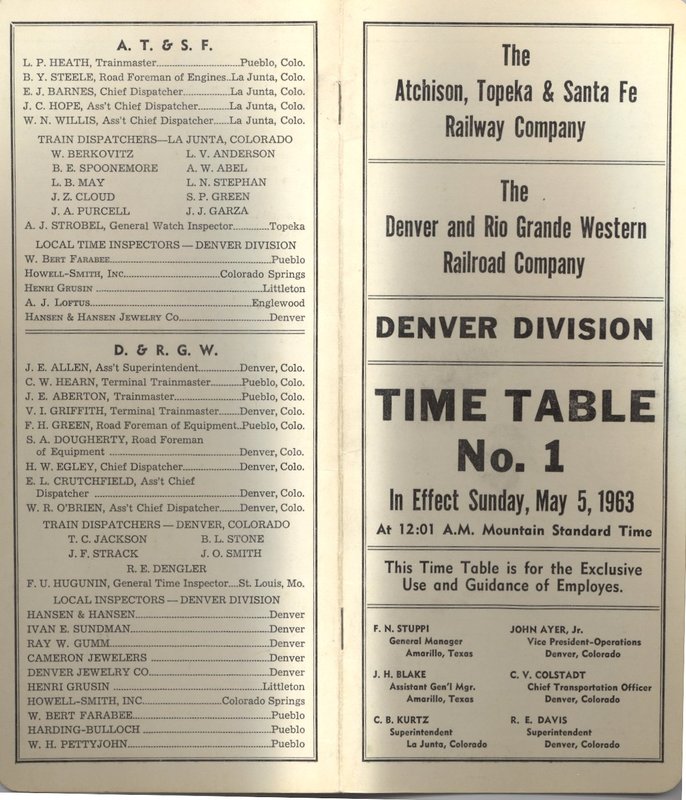 A. T. & S. F.
L. P. HEATH, Trainmaster..............................Pueblo, Colo.
B. Y. STEELE, Road Foreman of Engines..La Junta, Colo.
E. J. BARNES, Chief Dispatcher................La Junta, Colo.
J. C. HOPE, Ass't Chief Dispatcher..........La Junta, Colo.
W. N. WILLIS, Ass't Chief Dispatcher......La Junta, Colo.
TRAIN DISPATCHERS—LA JUNTA, COLORADO
W. BERKOVITZ L. V. ANDERSON
B. E. SPOONEMORE A. W. ABEL
L. B. MAY L. N. STEPHAN
J. Z. CLOUD S. P. GREEN
J. A. PURCELL J. J. GARZA
A. J. STROBEL, General Watch Inspector.............Topeka
LOCAL TIME INSPECTORS — DENVER DIVISION
W. BERT FARABEE..............................................Pueblo
HOWELL-SMITH, INC...............................Colorado Springs
HENRI GRUSIN ..................................................Littleton
A. J. LOFTUS..................................................Englewood
HANSEN & HANSEN JEWELRY CO..............................Denver
D. & R. G. W.
J. E. ALLEN, Ass't Superintendent..............Denver, Colo.
C. W. HEARN, Terminal Trainmaster..........Pueblo, Colo.
J. E. ABERTON, Trainmaster........................Pueblo, Colo.
V. I. GRIFFITH, Terminal Trainmaster.......Denver, Colo.
F. H. GREEN, Road Foreman of Equipment..Pueblo, Colo.
S. A. DOUGHERTY, Road Foreman
of Equipment ..........................................Denver, Colo.
H. W. EGLEY, Chief Dispatcher..................Denver, Colo.
E. L. CRUTCHFIELD, Ass't Chief
Dispatcher ..............................................Denver, Colo.
W. R. O'BRIEN, Ass't Chief Dispatcher.......Denver, Colo.
TRAIN DISPATCHERS — DENVER, COLORADO
T. C. JACKSON B. L. STONE
J. F. STRACK J. O. SMITH
R. E. DENGLER
F. U. HUGUNIN, General Time Inspector....St. Louis, Mo.
LOCAL INSPECTORS — DENVER DIVISION
HANSEN & HANSEN..........................................Denver
IVAN E. SUNDMAN............................................Denver
RAY W. GUMM..................................................Denver
CAMERON JEWELERS ......................................Denver
DENVER JEWELRY CO......................................Denver
HENRI GRUSIN ................................................Littleton
HOWELL-SMITH, INC...........................Colorado Springs
W. BERT FARABEE............................................Pueblo
HARDING-BULLOCH ........................................Pueblo
W. H. PETTYJOHN............................................Pueblo
The
Atchison, Topeka & Santa Fe
Railway Company
The
Denver and Rio Grande Western
Railroad Company
DENVER DIVISION
TIME TABLE
No. 1
In Effect Sunday, May 5, 1963
At 12:01 A.M. Mountain Standard Time
This Time Table is for the Exclusive
Use and Guidance of Employes.
F. N. STUPPI
General Manager
Amarillo, Texas
JOHN AYER, Jr.
Vice President-Operations
Denver, Colorado
J. H. BLAKE
Assistant Gen'l Mgr.
Amarillo, Texas
C. V. COLSTADT
Chief Transportation Officer
Denver, Colorado
C. B. KURTZ
Superintendent
La Junta, Colorado
R. E. DAVIS
Superintendent
Denver, Colorado